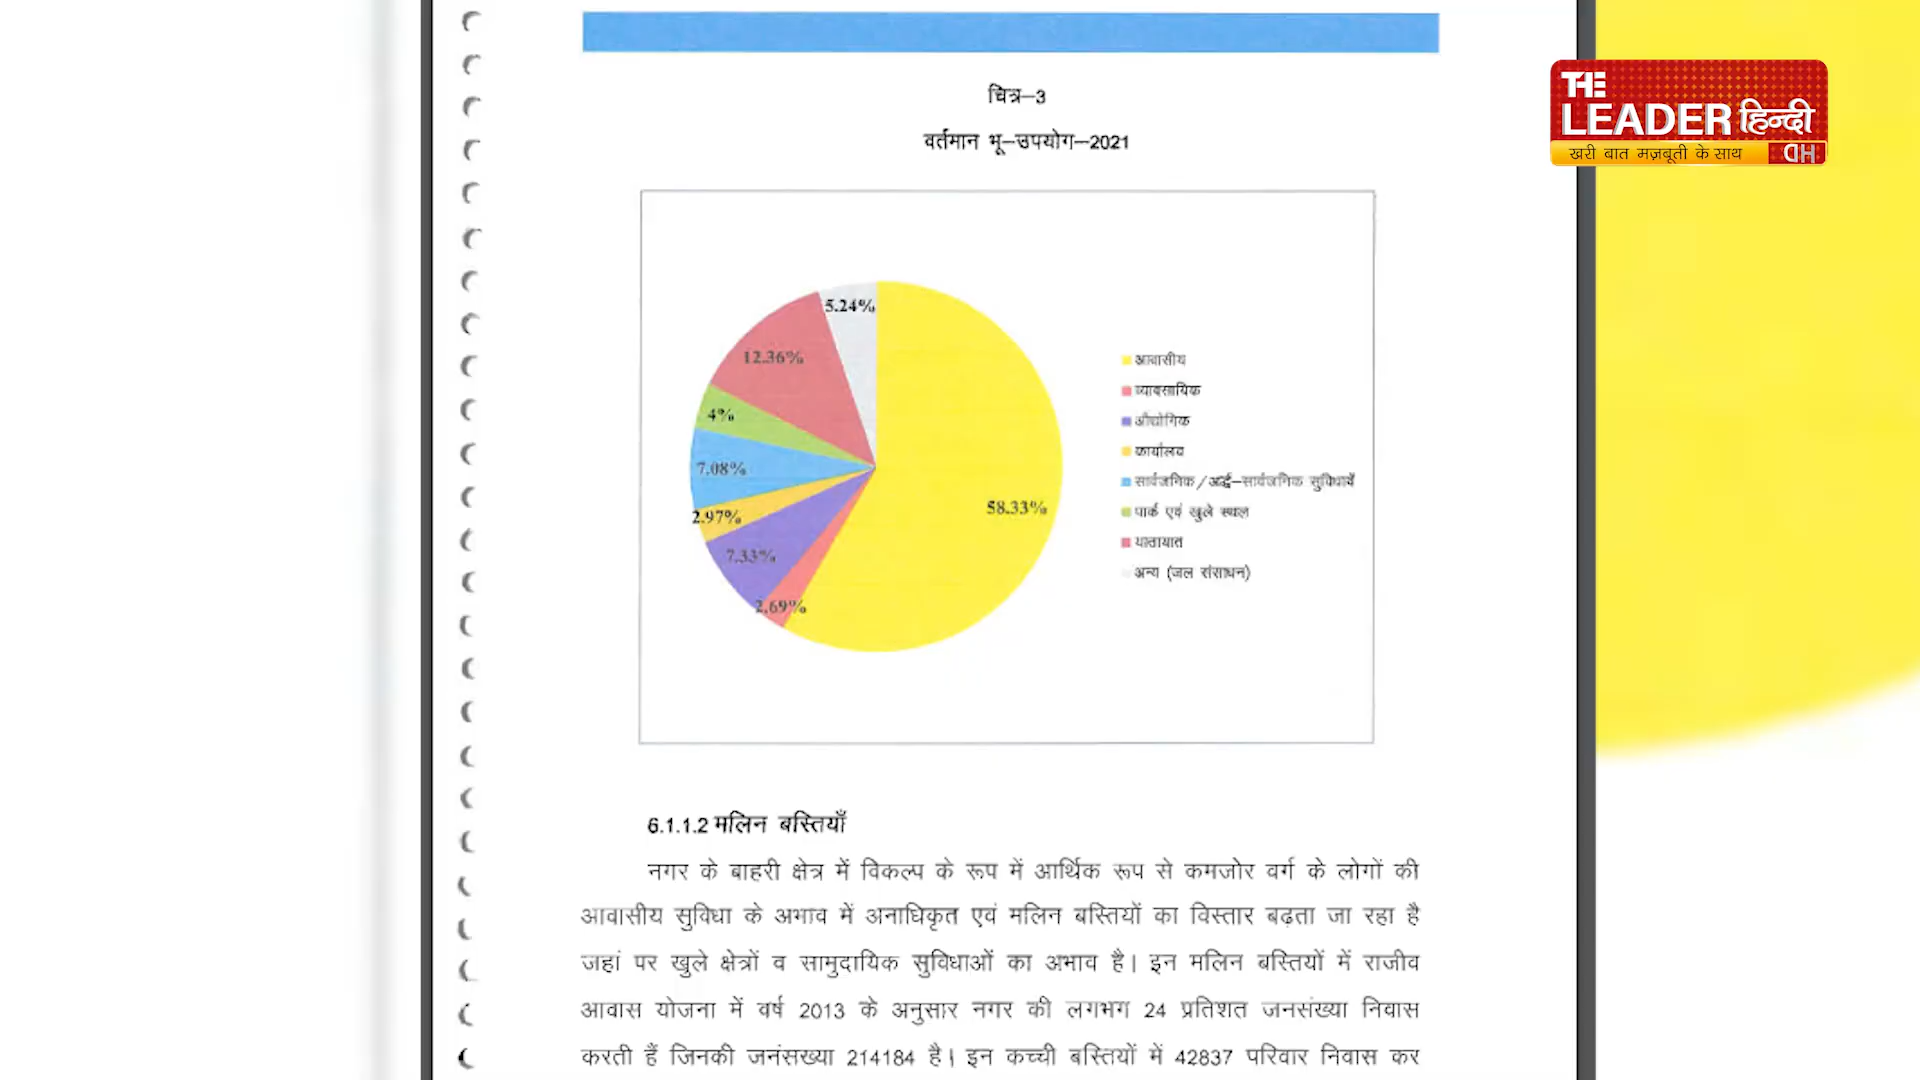 चित्र–3
वर्तमान भू–उपयोग–2021
THE
LEADER हिन्दी
खरी बात मज़बूती के साथ HD
5.24%
12.36%
4%
7.08%
2.97%
7.33%
2.69%
58.33%
आवासीय
व्यावसायिक
औद्योगिक
कार्यालय
सार्वजनिक/अर्द्ध–सार्वजनिक सुविधायें
पार्क एवं खुले स्थल
यातायात
अन्य (जल संसाधन)
6.1.1.2 मलिन बस्तियाँ
नगर के बाहरी क्षेत्र में विकल्प के रूप में आर्थिक रूप से कमजोर वर्ग के लोगों की
आवासीय सुविधा के अभाव में अनाधिकृत एवं मलिन बस्तियों का विस्तार बढ़ता जा रहा है
जहां पर खुले क्षेत्रों व सामुदायिक सुविधाओं का अभाव है। इन मलिन बस्तियों में राजीव
आवास योजना में वर्ष 2013 के अनुसार नगर की लगभग 24 प्रतिशत जनसंख्या निवास
करती हैं जिनकी जनंसख्या 214184 है। इन कच्ची बस्तियों में 42837 परिवार निवास कर